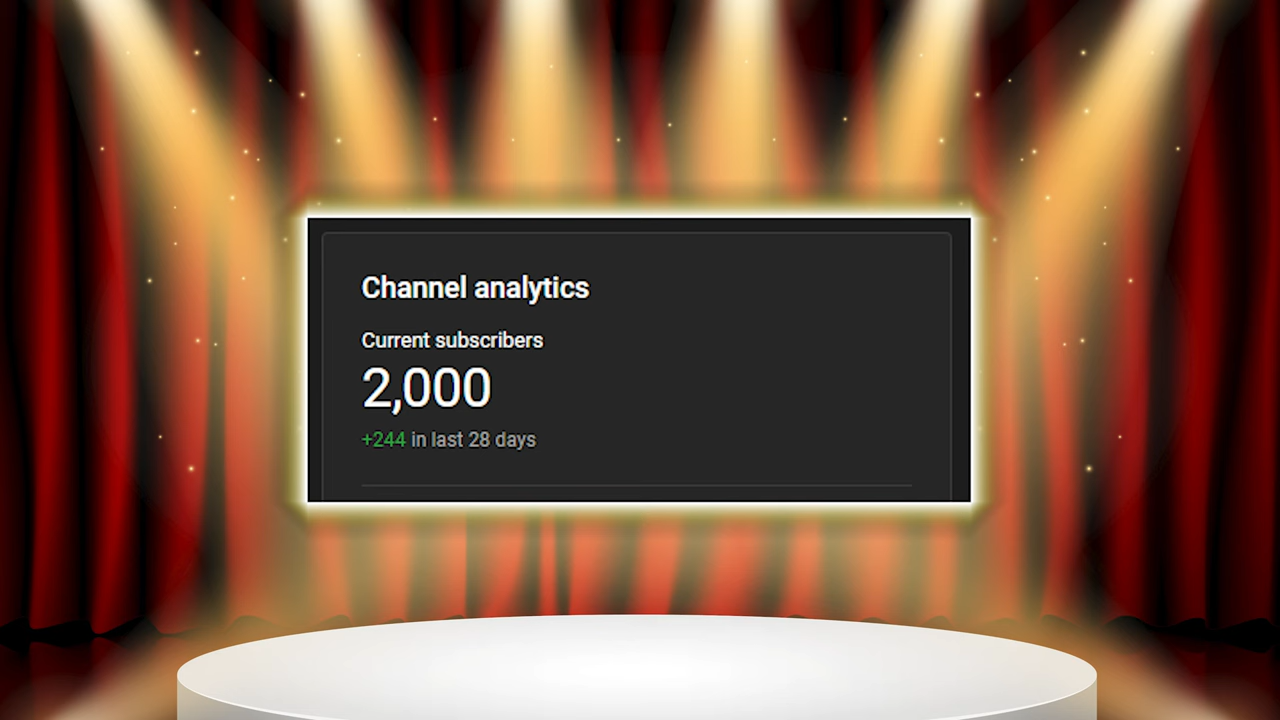 Channel analytics
Current subscribers
2,000
+244 in last 28 days